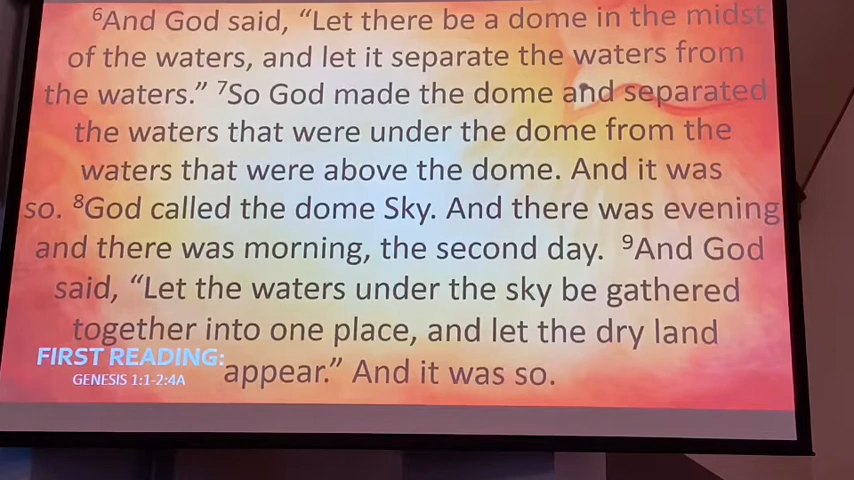 ⁶And God said, “Let there be a dome in the midst
of the waters, and let it separate the waters from
the waters.” ⁷So God made the dome and separated
the waters that were under the dome from the
waters that were above the dome. And it was
so. ⁸God called the dome Sky. And there was evening
and there was morning, the second day. ⁹And God
said, “Let the waters under the sky be gathered
together into one place, and let the dry land
appear.” And it was so.
FIRST READING:
GENESIS 1:1-2:4A